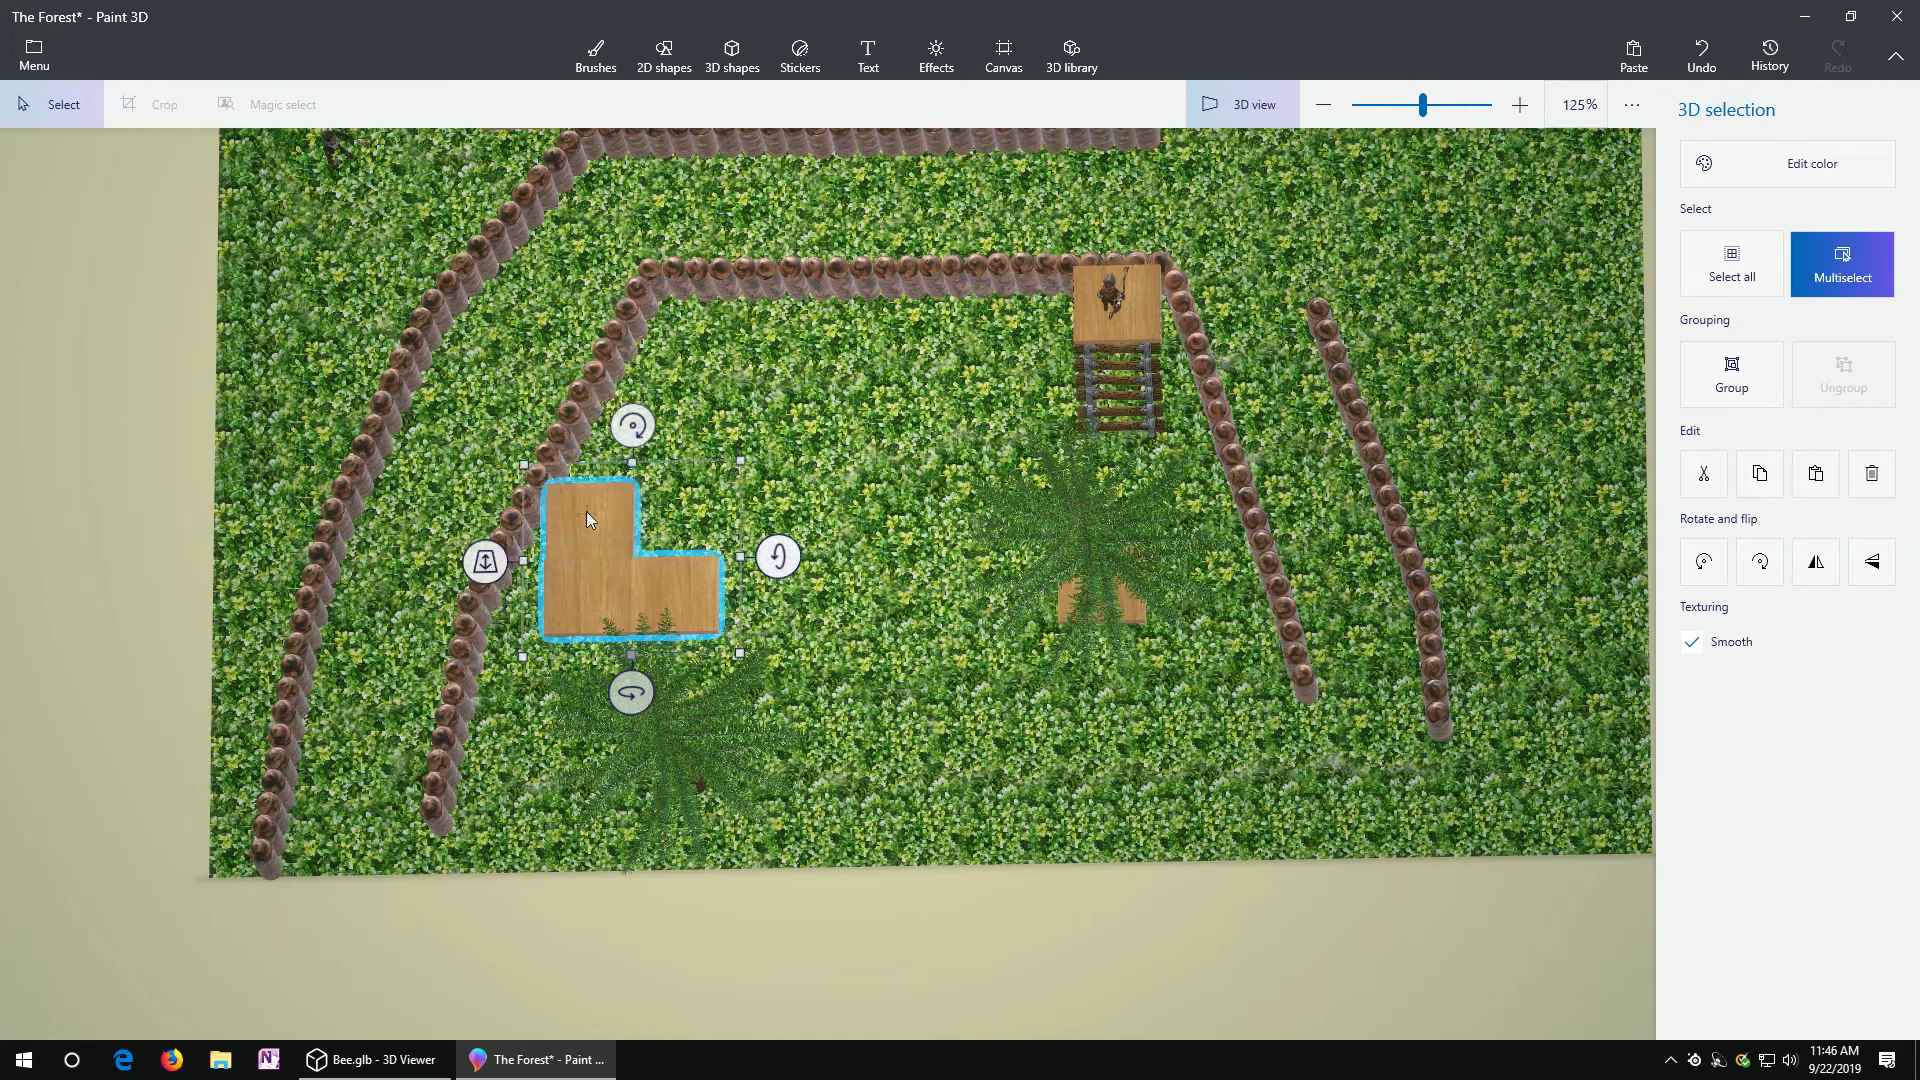 The Forest* - Paint 3D
Menu
Brushes
2D shapes
3D shapes
Stickers
Text
Effects
Canvas
3D library
Paste
Undo
History
Redo
Select
Crop
Magic select
3D view
125%
3D selection
Edit color
Select
Select all
Multiselect
Grouping
Group
Ungroup
Edit
Rotate and flip
Texturing
Smooth
Bee.glb - 3D Viewer
The Forest* - Paint ...
11:46 AM
9/22/2019